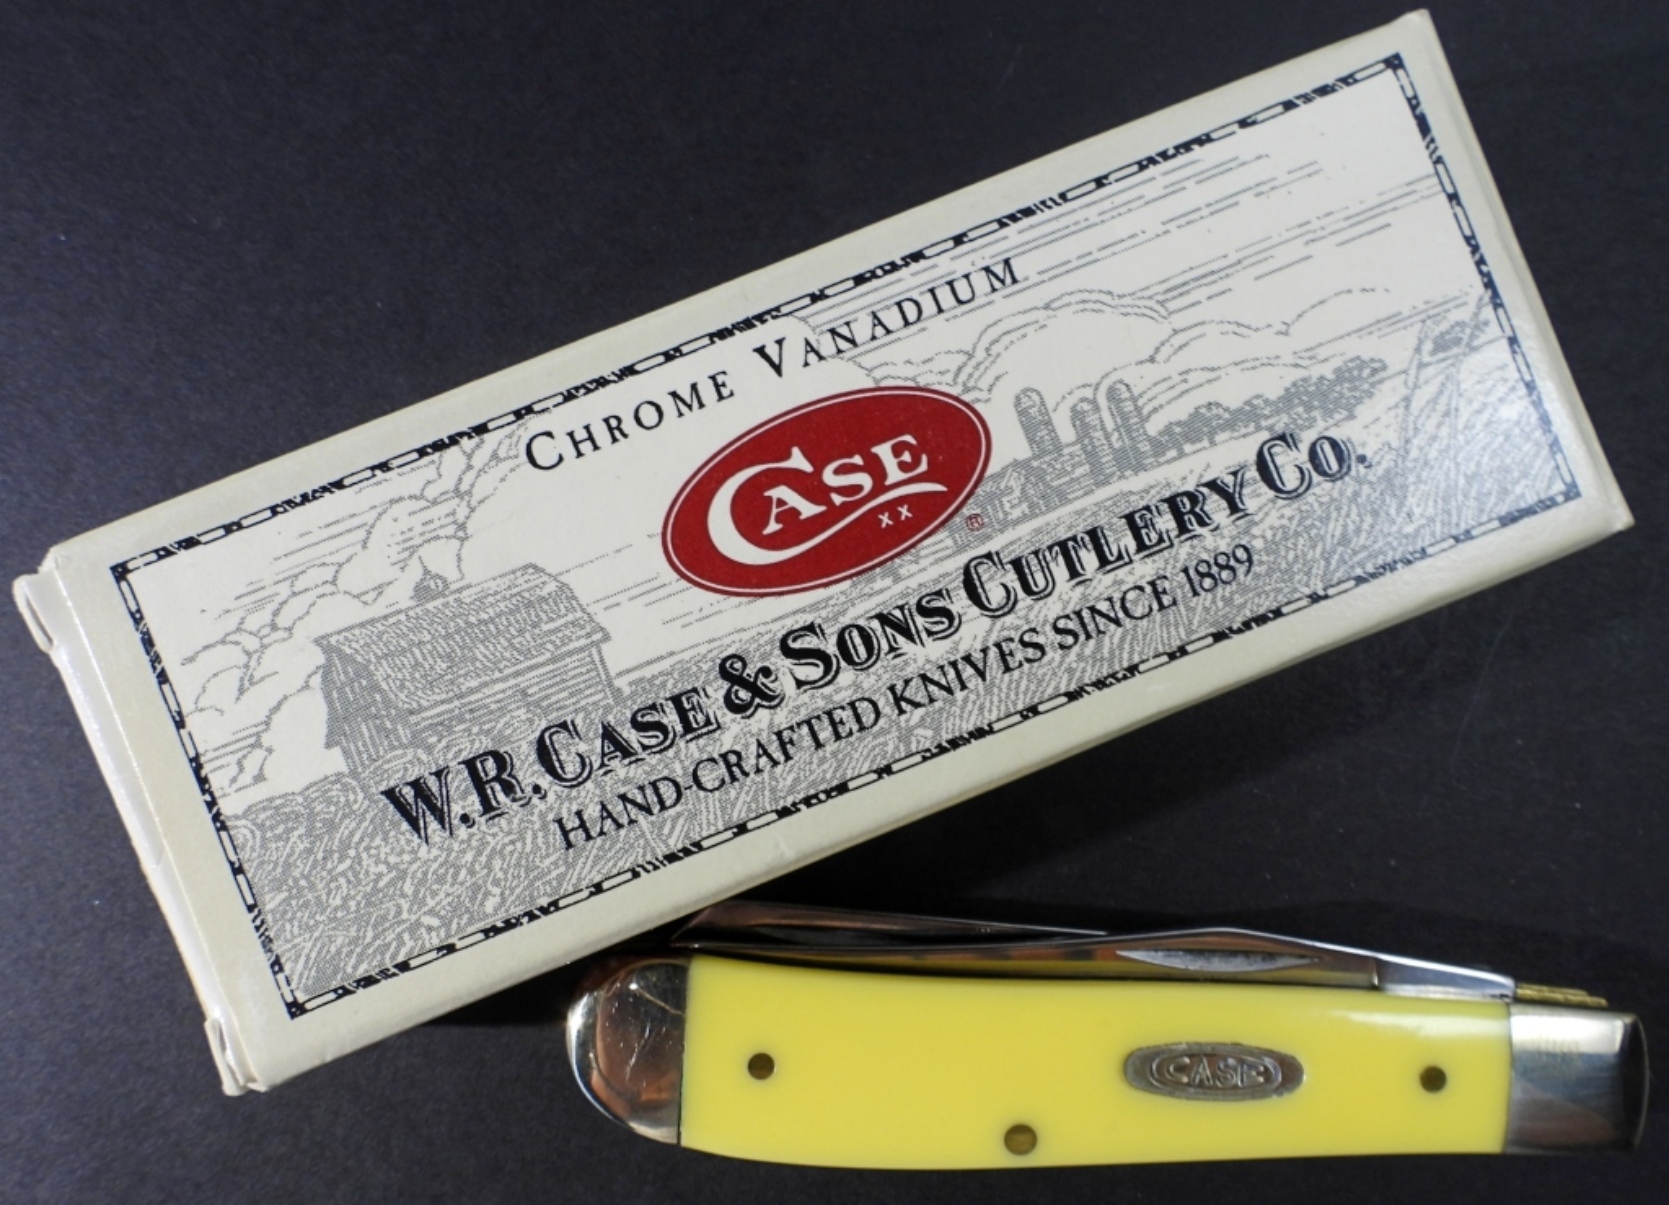 CHROME VANADIUM
CASE
XX
®
W.R. CASE & SONS CUTLERY CO.
HAND-CRAFTED KNIVES SINCE 1889
CASE